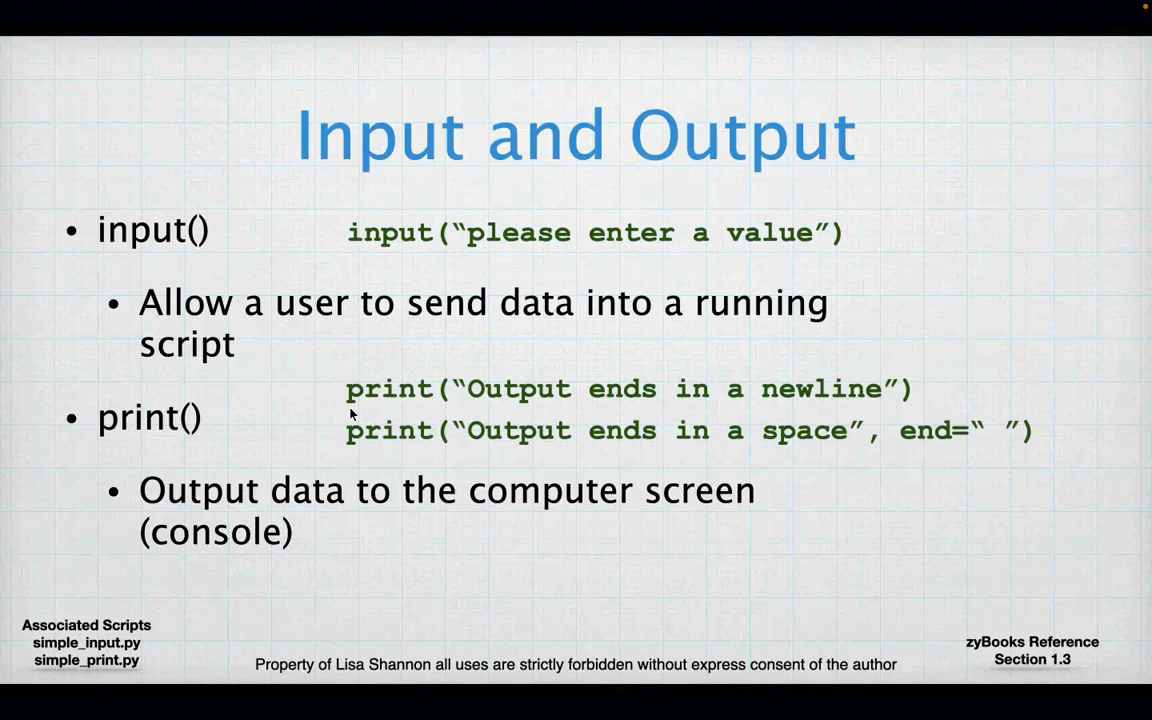 Input and Output
• input()
input(“please enter a value”)
• Allow a user to send data into a running
script
print(“Output ends in a newline”)
• print()
print(“Output ends in a space”, end=“ ”)
• Output data to the computer screen
(console)
Associated Scripts
simple_input.py
simple_print.py
Property of Lisa Shannon all uses are strictly forbidden without express consent of the author
zyBooks Reference
Section 1.3